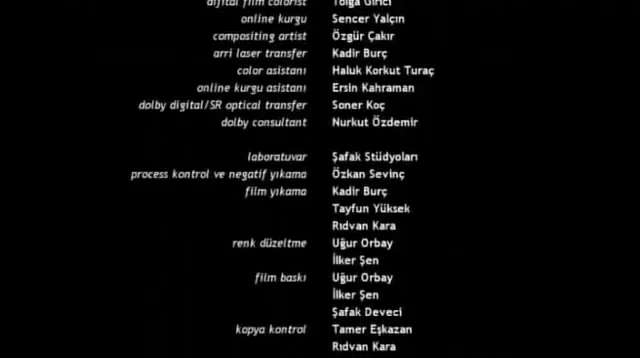 dijital film colorist Tolga Girici
online kurgu Sencer Yalçın
compositing artist Özgür Çakır
arri laser transfer Kadir Burç
color asistanı Haluk Korkut Turaç
online kurgu asistanı Ersin Kahraman
dolby digital/SR optical transfer Soner Koç
dolby consultant Nurkut Özdemir
laboratuvar Şafak Stüdyoları
process kontrol ve negatif yıkama Özkan Sevinç
film yıkama Kadir Burç
Tayfun Yüksek
Rıdvan Kara
renk düzeltme Uğur Orbay
İlker Şen
film baskı Uğur Orbay
İlker Şen
Şafak Deveci
kopya kontrol Tamer Eşkazan
Rıdvan Kara